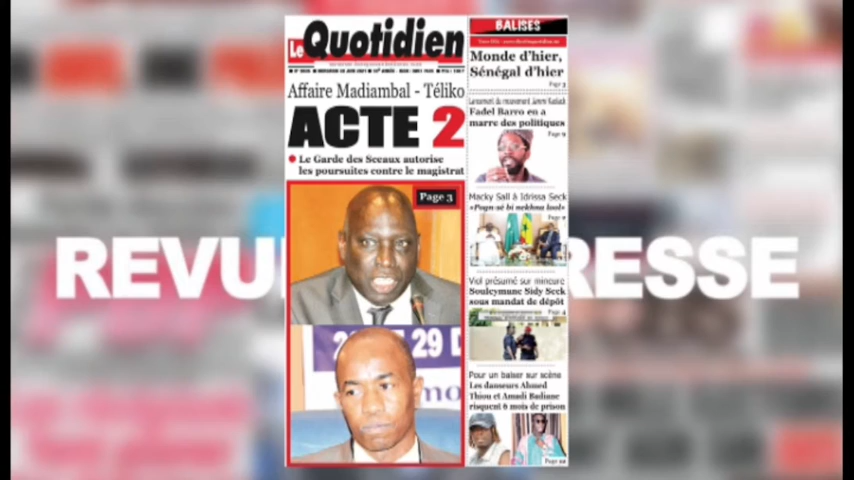 Le Quotidien
Affaire Madiambal - Téliko
ACTE 2
Le Garde des Sceaux autorise
les poursuites contre le magistrat
Page 3
29 D
BALISES
Monde d'hier,
Sénégal d'hier
Page 3
Fadel Barro en a
marre des politiques
Page 9
Macky Sall à Idrissa Seck
Viol présumé sur mineure
Souleymane Sidy Seck
sous mandat de dépôt
Page 4
Pour un baiser sur scène
Les danseurs Ahmed
Thiou et Amadi Badiane
risquent 6 mois de prison
REVU
RESSE